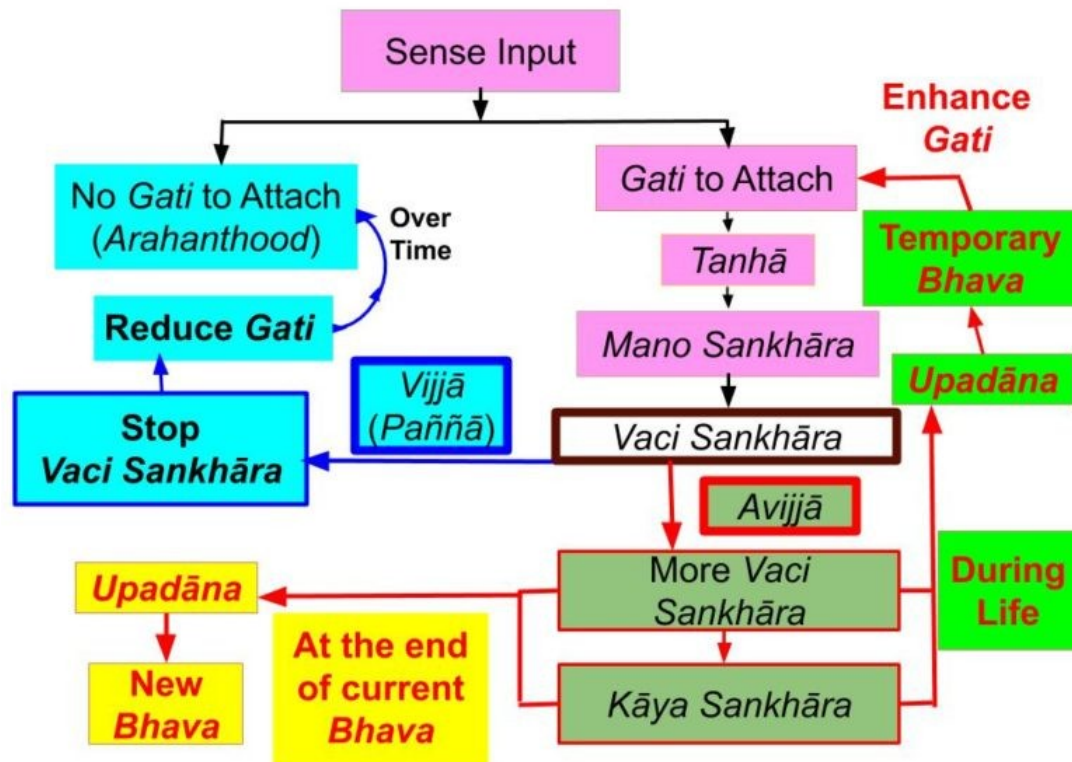 Sense Input
Enhance
Gati
No Gati to Attach
(Arahanthood)
Over
Time
Gati to Attach
Temporary
Bhava
Tanhā
Reduce Gati
Mano Sankhāra
Vijjā
(Paññā)
Upadāna
Stop
Vaci Sankhāra
Vaci Sankhāra
Avijjā
More Vaci
Sankhāra
During
Life
Upadāna
At the end
of current
Bhava
New
Bhava
Kāya Sankhāra